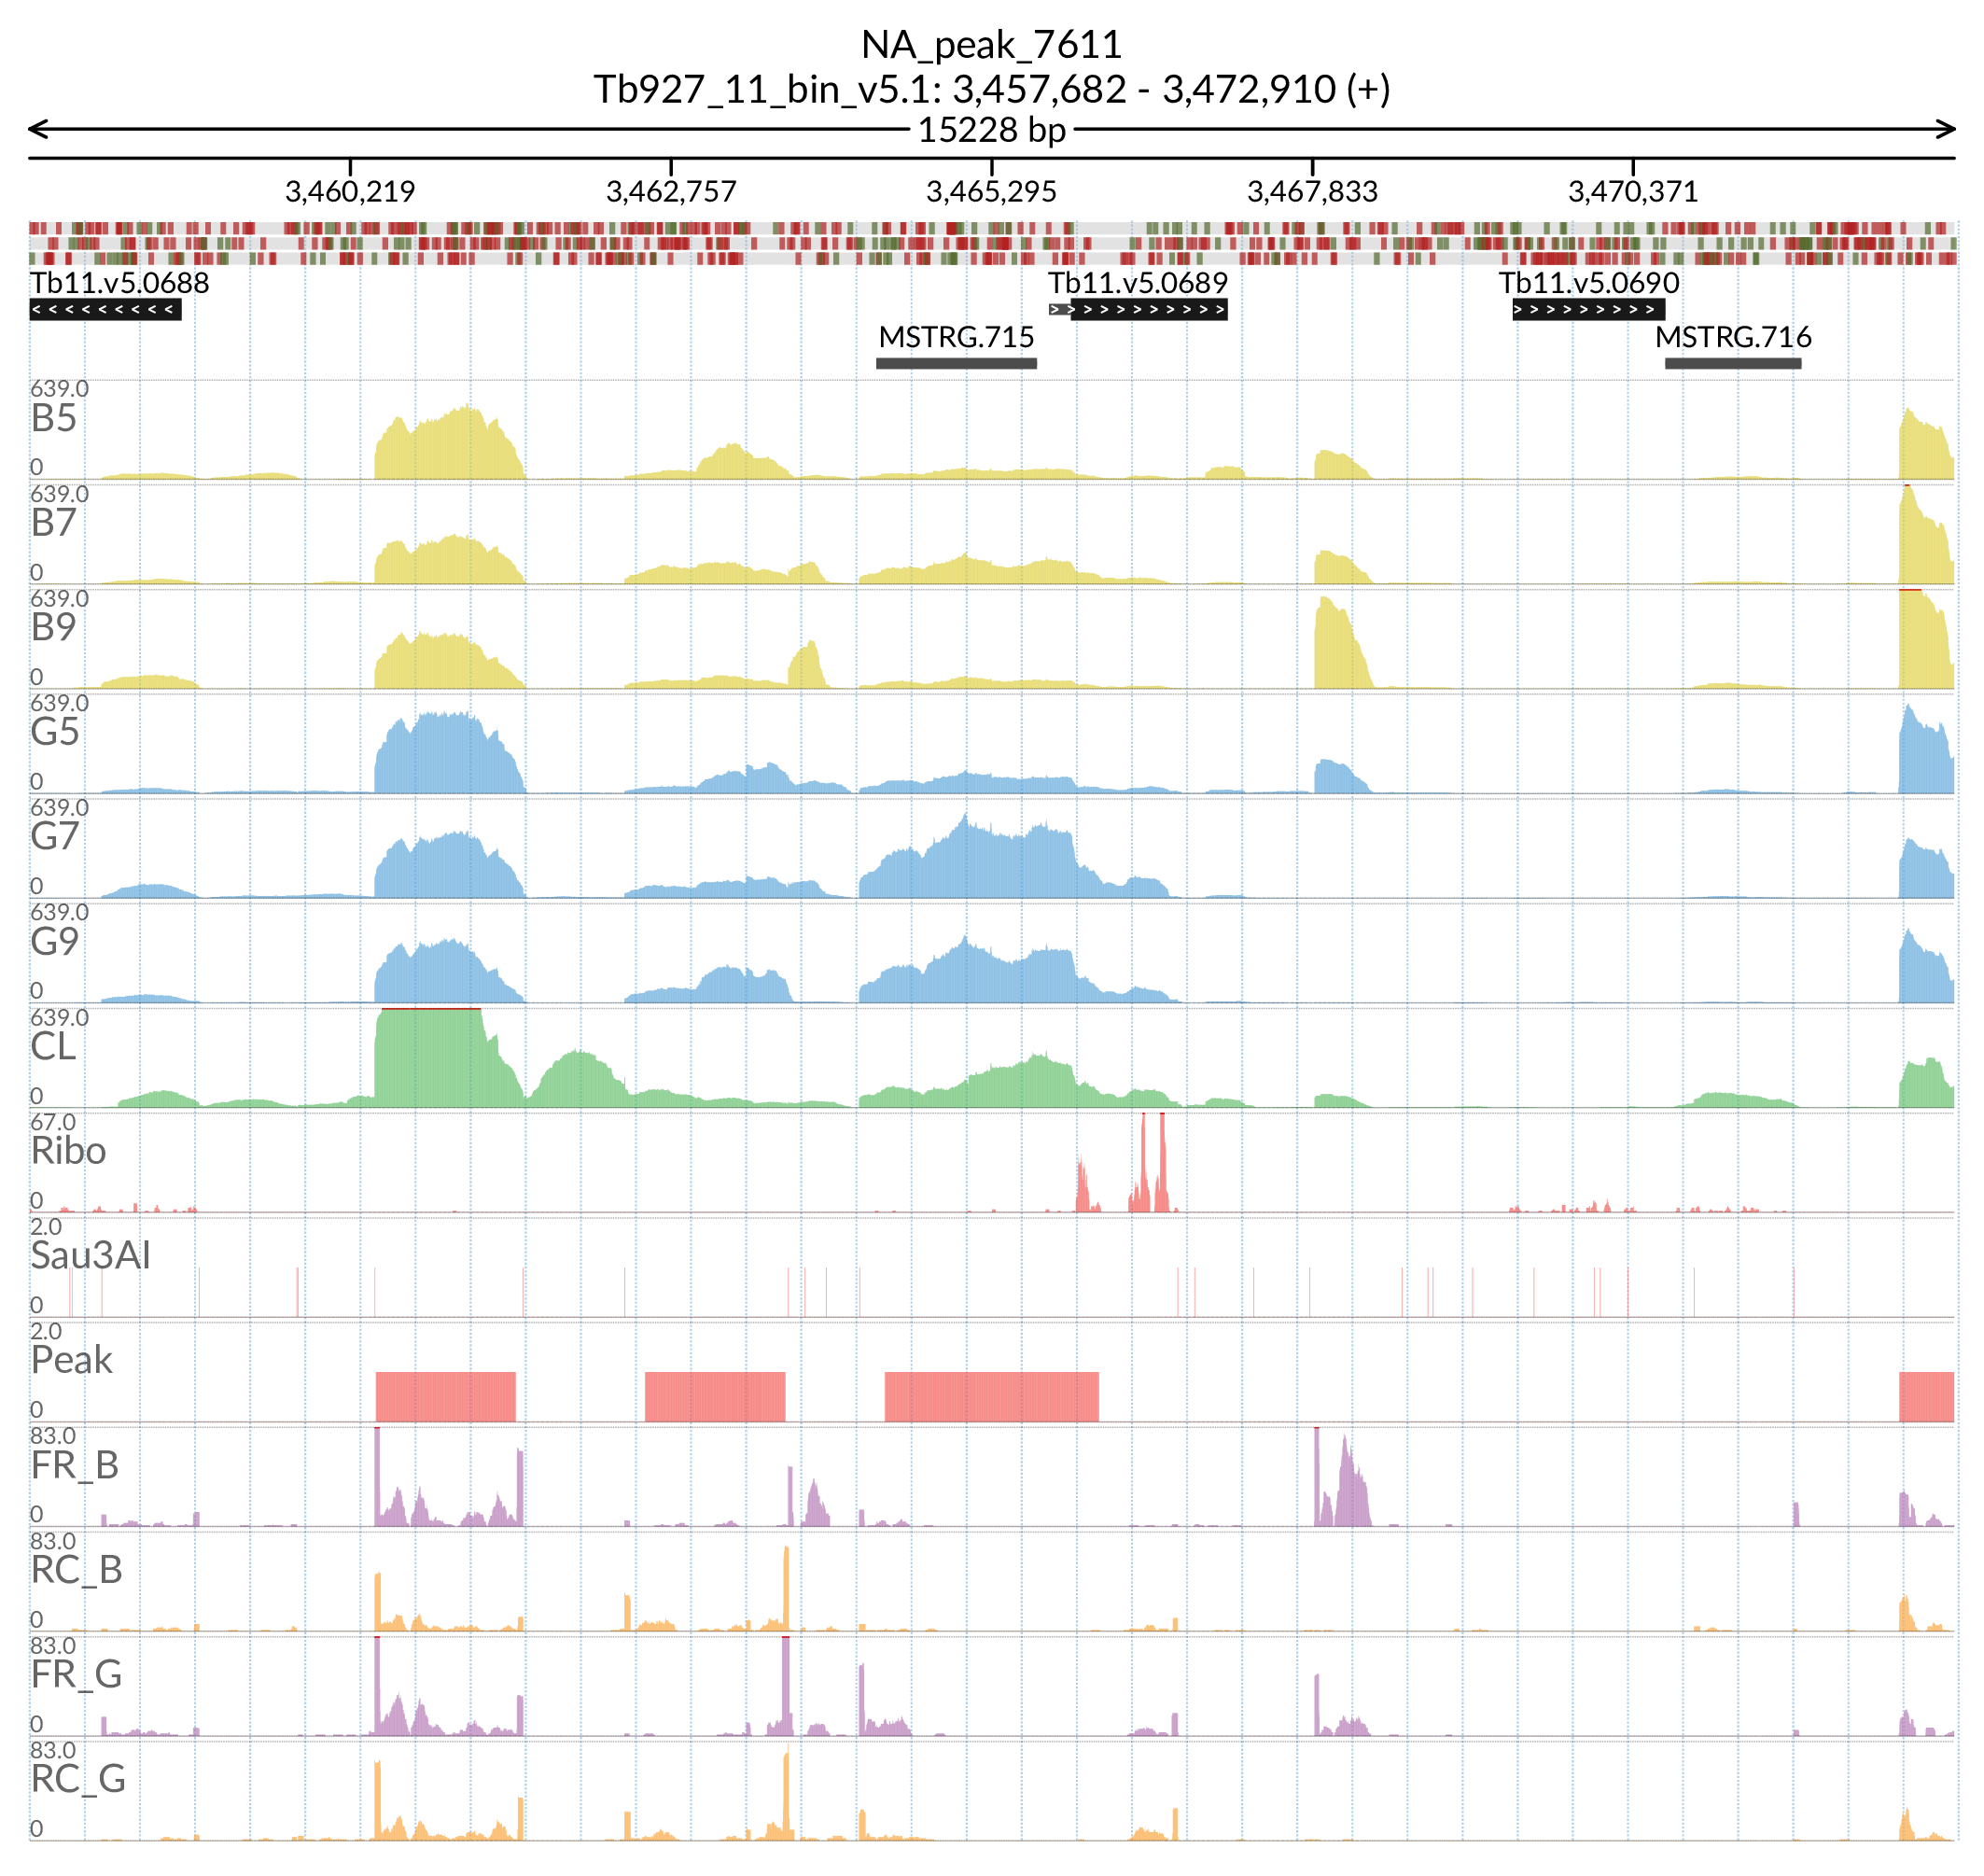 NA_peak_7611
Tb927_11_bin_v5.1: 3,457,682 - 3,472,910 (+)
15228 bp
3,460,219 3,462,757 3,465,295 3,467,833 3,470,371
Tb11.v5.0688 Tb11.v5.0689 Tb11.v5.0690
MSTRG.715 MSTRG.716
639.0
B5
0
639.0
B7
0
639.0
B9
0
639.0
G5
0
639.0
G7
0
639.0
G9
0
639.0
CL
0
67.0
Ribo
0
2.0
Sau3AI
0
2.0
Peak
0
83.0
FR_B
0
83.0
RC_B
0
83.0
FR_G
0
83.0
RC_G
0